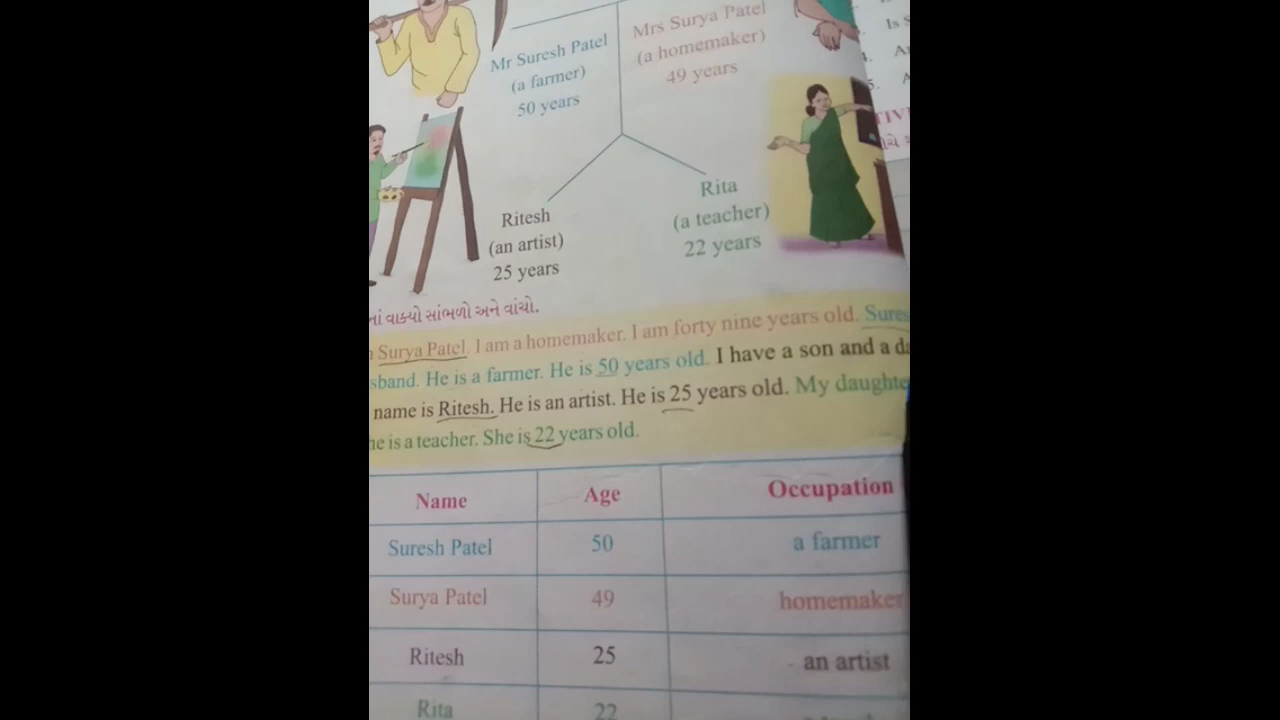 Mr Suresh Patel
(a farmer)
50 years
Mrs Surya Patel
(a homemaker)
49 years
Ritesh
(an artist)
25 years
Rita
(a teacher)
22 years
વાક્યો સાંભળો અને વાંચો.
Surya Patel. I am a homemaker. I am forty nine years old.
He is a farmer. He is 50 years old. I have a son and a
name is Ritesh. He is an artist. He is 25 years old. My
is a teacher. She is 22 years old.
Name Age Occupation
Suresh Patel 50 a farmer
Surya Patel 49 homemaker
Ritesh 25 an artist
Rita 22